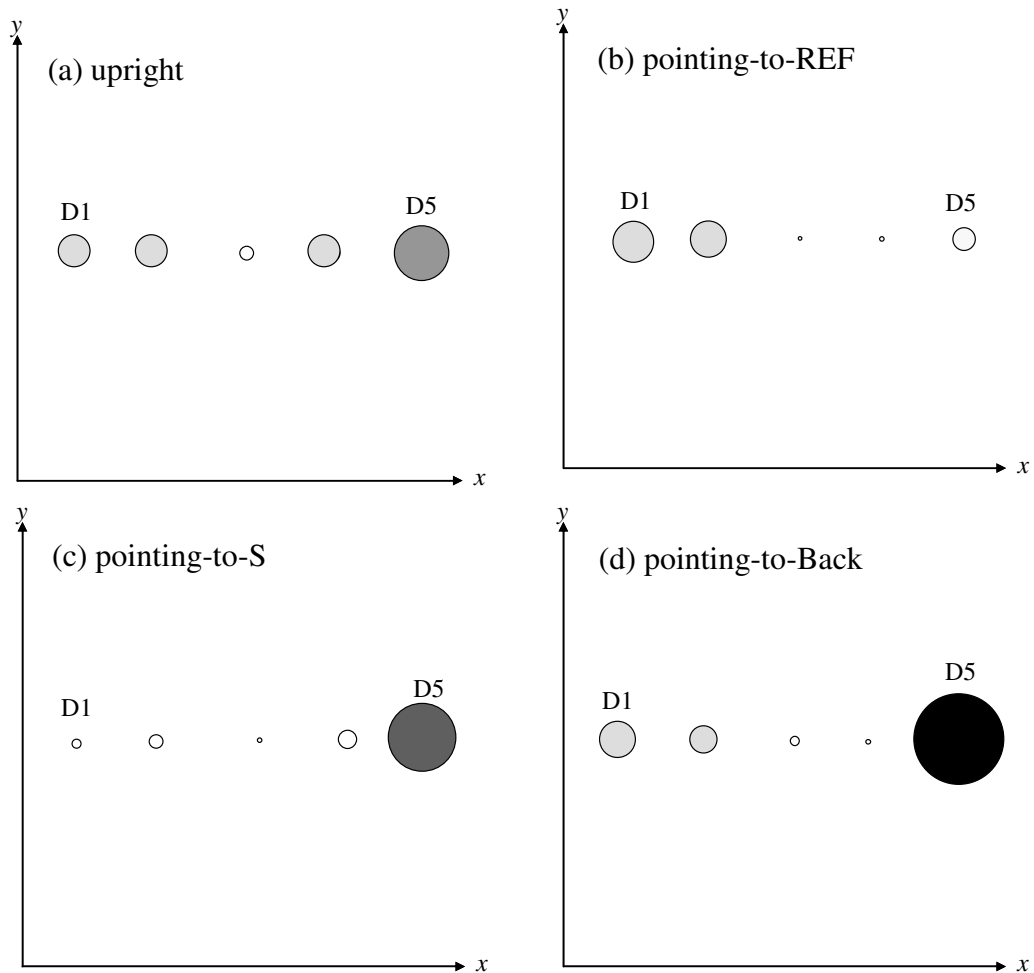 y
(a) upright
D1
D5
x
y
(b) pointing-to-REF
D1
D5
x
y
(c) pointing-to-S
D1
D5
x
y
(d) pointing-to-Back
D1
D5
x